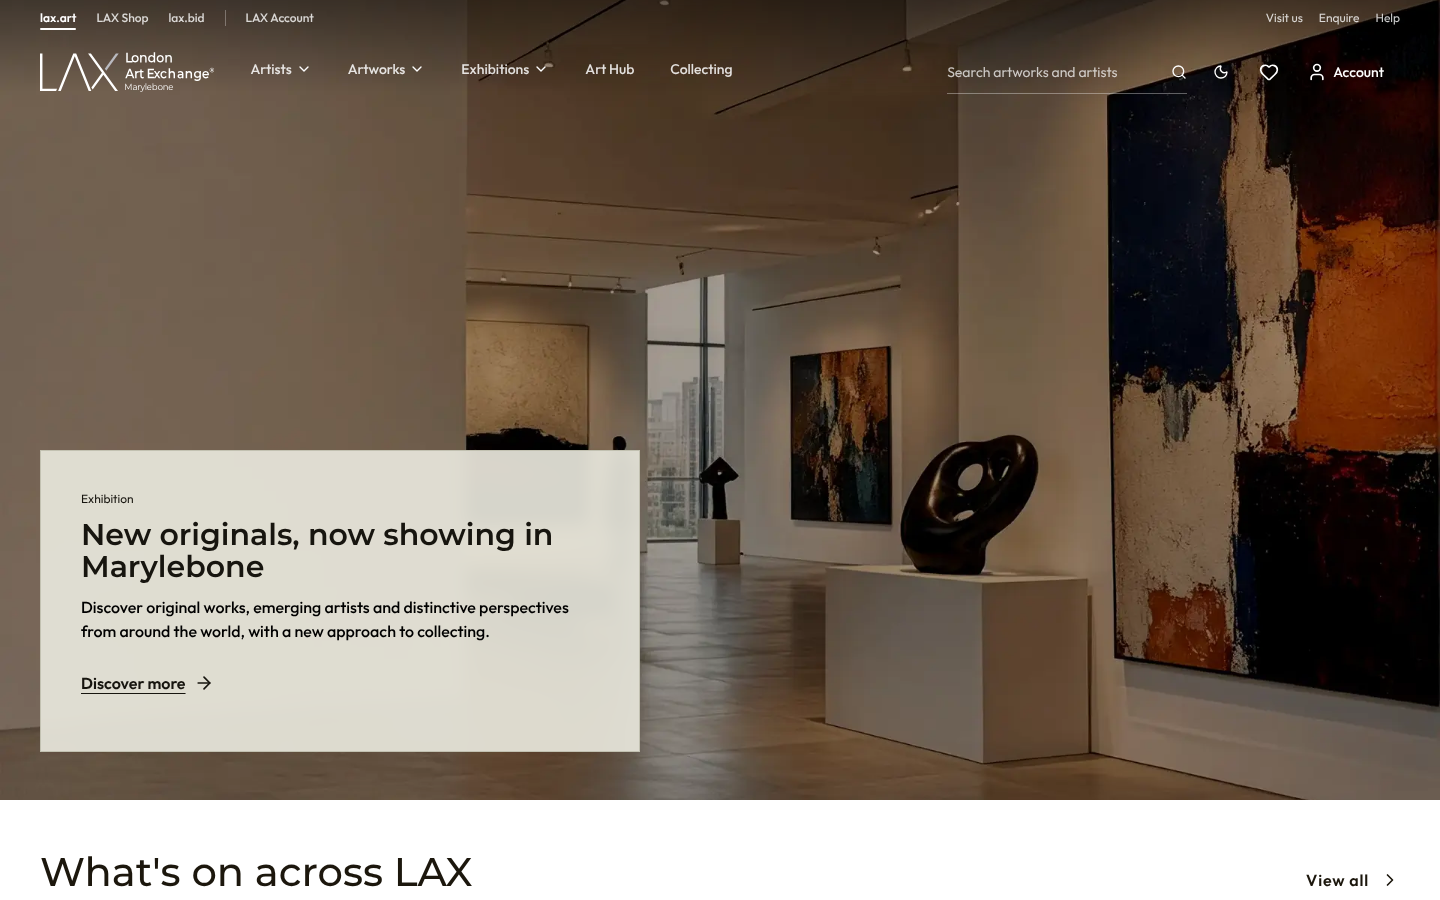 lax.art
LAX Shop
lax.bid
LAX Account
Visit us
Enquire
Help
LAX London
Art Exchange®
Marylebone
Artists
Artworks
Exhibitions
Art Hub
Collecting
Search artworks and artists
Account
Exhibition
New originals, now showing in
Marylebone
Discover original works, emerging artists and distinctive perspectives
from around the world, with a new approach to collecting.
Discover more
What's on across LAX
View all